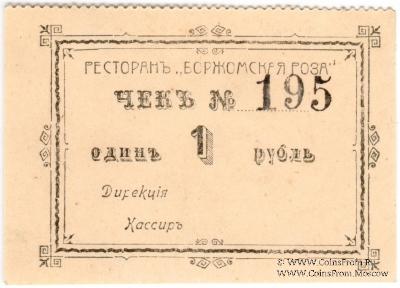 РЕСТОРАНЪ „БОРЖОМСКАЯ РОЗА"
ЧЕКЪ № 195
ОДИНЪ 1 РУБЛЬ
Дирекція
Кассиръ
www.CoinsFrom.Ru
www.CoinsFrom.Moscow